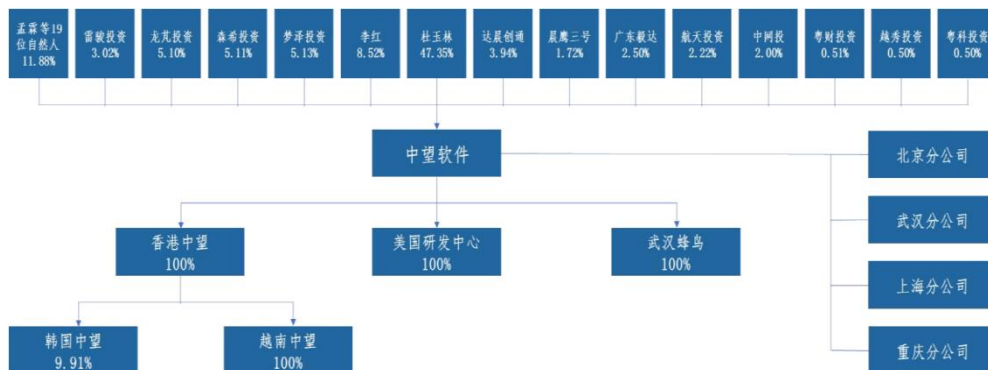 孟霖等19
位自然人
11.88%
雷骏投资
3.02%
龙芃投资
5.10%
森希投资
5.11%
梦泽投资
5.13%
李红
8.52%
杜玉林
47.35%
达晨创通
3.94%
晨鹰三号
1.72%
广东毅达
2.50%
航天投资
2.22%
中网投
2.00%
粤财投资
0.51%
越秀投资
0.50%
粤科投资
0.50%
中望软件
北京分公司
武汉分公司
香港中望
100%
美国研发中心
100%
武汉蜂鸟
100%
上海分公司
韩国中望
9.91%
越南中望
100%
重庆分公司